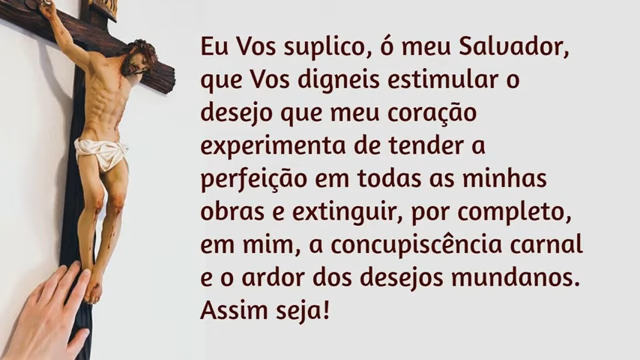 Eu Vos suplico, ó meu Salvador,
que Vos digneis estimular o
desejo que meu coração
experimenta de tender a
perfeição em todas as minhas
obras e extinguir, por completo,
em mim, a concupiscência carnal
e o ardor dos desejos mundanos.
Assim seja!